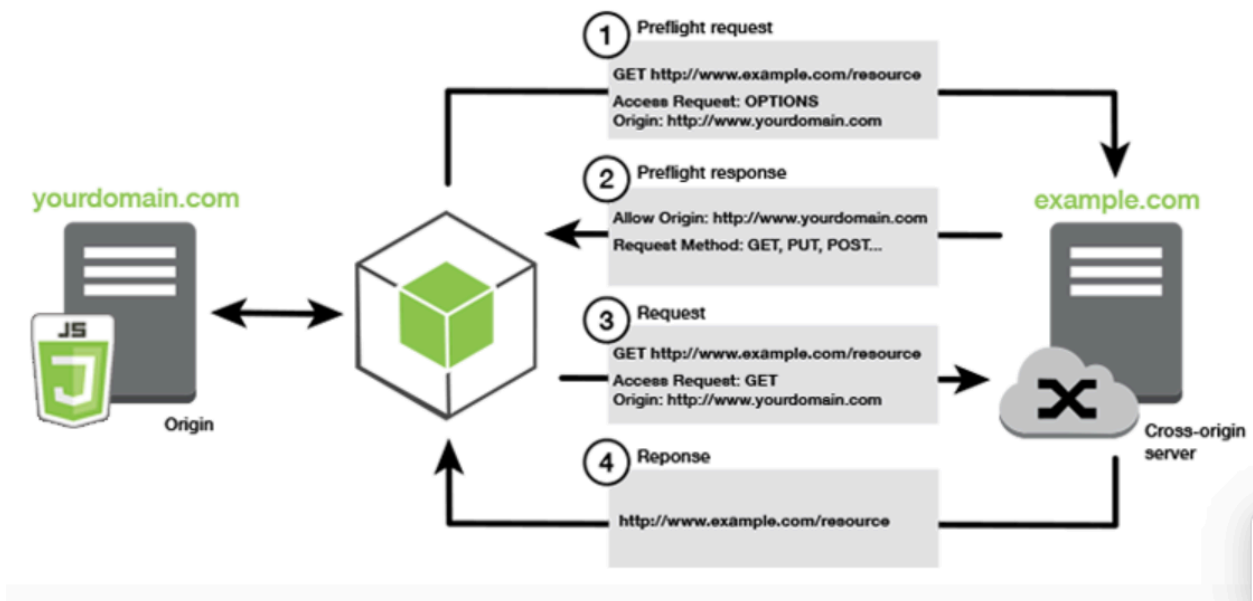 1
Preflight request
GET http://www.example.com/resource
Access Request: OPTIONS
Origin: http://www.yourdomain.com
2
Preflight response
Allow Origin: http://www.yourdomain.com
Request Method: GET, PUT, POST...
yourdomain.com
example.com
3
Request
GET http://www.example.com/resource
Access Request: GET
Origin: http://www.yourdomain.com
JS
J
Origin
Cross-origin
server
4
Reponse
http://www.example.com/resource